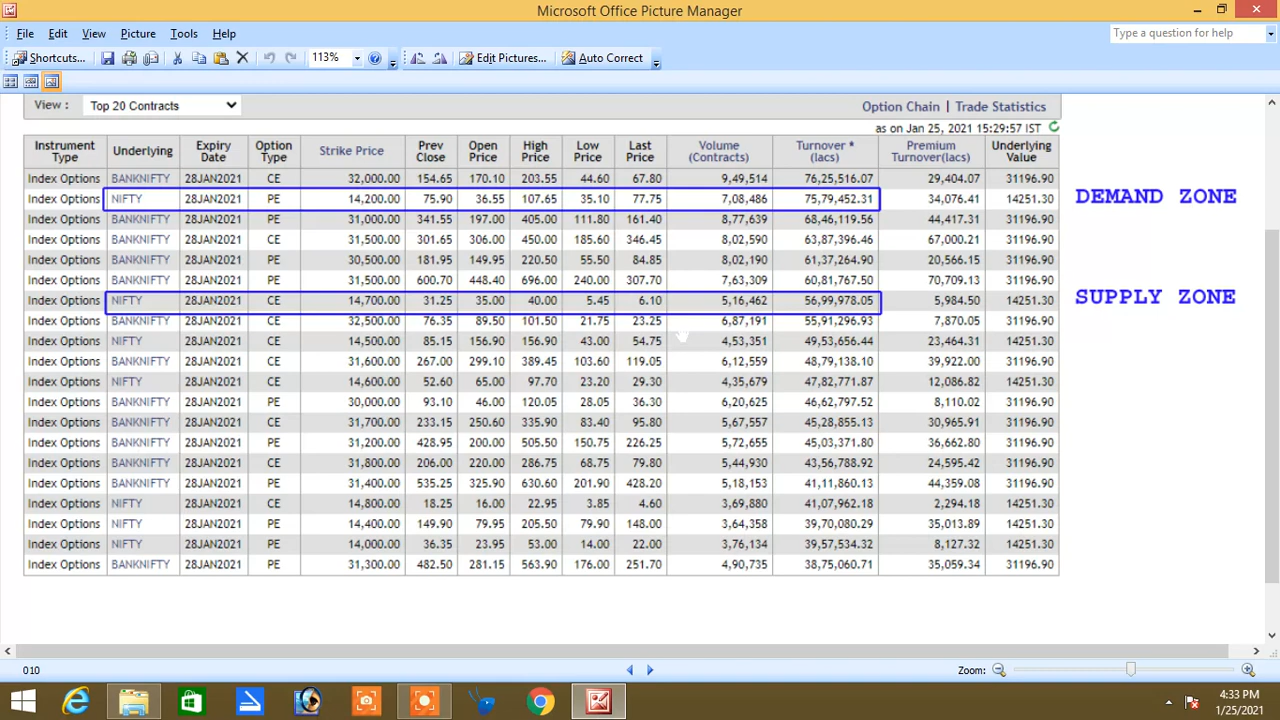 Microsoft Office Picture Manager
File Edit View Picture Tools Help
Type a question for help
Shortcuts... 113% Edit Pictures... Auto Correct
View : Top 20 Contracts Option Chain | Trade Statistics
as on Jan 25, 2021 15:29:57 IST
Instrument Type Underlying Expiry Date Option Type Strike Price Prev Close Open Price High Price Low Price Last Price Volume (Contracts) Turnover * (lacs) Premium Turnover(lacs) Underlying Value
Index Options BANKNIFTY 28JAN2021 CE 32,000.00 154.65 170.10 203.55 44.60 67.80 9,49,514 76,25,516.07 29,404.07 31196.90
Index Options NIFTY 28JAN2021 PE 14,200.00 75.90 36.55 107.65 35.10 77.75 7,08,486 75,79,452.31 34,076.41 14251.30 DEMAND ZONE
Index Options BANKNIFTY 28JAN2021 PE 31,000.00 341.55 197.00 405.00 111.80 161.40 8,77,639 68,46,119.56 44,417.31 31196.90
Index Options BANKNIFTY 28JAN2021 CE 31,500.00 301.65 306.00 450.00 185.60 346.45 8,02,590 63,87,396.46 67,000.21 31196.90
Index Options BANKNIFTY 28JAN2021 PE 30,500.00 181.95 149.95 220.50 55.50 84.85 8,02,190 61,37,264.90 20,566.15 31196.90
Index Options BANKNIFTY 28JAN2021 PE 31,500.00 600.70 448.40 696.00 240.00 307.70 7,63,309 60,81,767.50 70,709.13 31196.90
Index Options NIFTY 28JAN2021 CE 14,700.00 31.25 35.00 40.00 5.45 6.10 5,16,462 56,99,978.05 5,984.50 14251.30 SUPPLY ZONE
Index Options BANKNIFTY 28JAN2021 CE 32,500.00 76.35 89.50 101.50 21.75 23.25 6,87,191 55,91,296.93 7,870.05 31196.90
Index Options NIFTY 28JAN2021 CE 14,500.00 85.15 156.90 156.90 43.00 54.75 4,53,351 49,53,656.44 23,464.31 14251.30
Index Options BANKNIFTY 28JAN2021 CE 31,600.00 267.00 299.10 389.45 103.60 119.05 6,12,559 48,79,138.10 39,922.00 31196.90
Index Options NIFTY 28JAN2021 CE 14,600.00 52.60 65.00 97.70 23.20 29.30 4,35,679 47,82,771.87 12,086.82 14251.30
Index Options BANKNIFTY 28JAN2021 PE 30,000.00 93.10 46.00 120.05 28.05 36.30 6,20,625 46,62,797.52 8,110.02 31196.90
Index Options BANKNIFTY 28JAN2021 CE 31,700.00 233.15 250.60 335.90 83.40 95.80 5,67,557 45,28,855.13 30,965.91 31196.90
Index Options BANKNIFTY 28JAN2021 PE 31,200.00 428.95 200.00 505.50 150.75 226.25 5,72,655 45,03,371.80 36,662.80 31196.90
Index Options BANKNIFTY 28JAN2021 CE 31,800.00 206.00 220.00 286.75 68.75 79.80 5,44,930 43,56,788.92 24,595.42 31196.90
Index Options BANKNIFTY 28JAN2021 PE 31,400.00 535.25 325.90 630.60 201.90 428.20 5,18,153 41,11,860.13 44,359.08 31196.90
Index Options NIFTY 28JAN2021 CE 14,800.00 18.25 16.00 22.95 3.85 4.60 3,69,880 41,07,962.18 2,294.18 14251.30
Index Options NIFTY 28JAN2021 PE 14,400.00 149.90 79.95 205.50 79.90 148.00 3,64,358 39,70,080.29 35,013.89 14251.30
Index Options NIFTY 28JAN2021 PE 14,000.00 36.35 23.95 53.00 14.00 22.00 3,76,134 39,57,534.32 8,127.32 14251.30
Index Options BANKNIFTY 28JAN2021 PE 31,300.00 482.50 281.15 563.90 176.00 251.70 4,90,735 38,75,060.71 35,059.34 31196.90
010 Zoom:
4:33 PM
1/25/2021